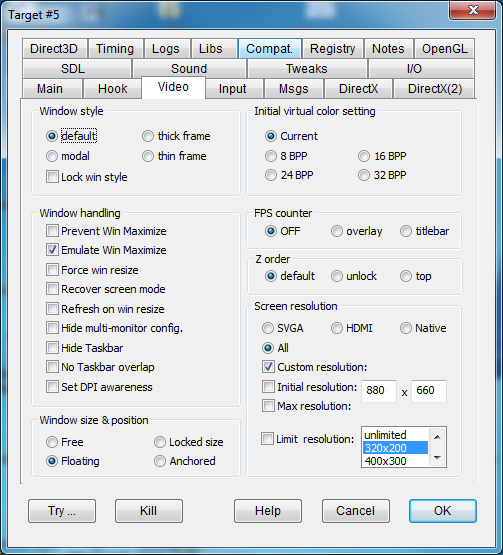 Target #5
Direct3D Timing Logs Libs Compat. Registry Notes OpenGL
SDL Sound Tweaks I/O
Main Hook Video Input Msgs DirectX DirectX(2)
Window style
default thick frame
modal thin frame
Lock win style
Initial virtual color setting
Current
8 BPP 16 BPP
24 BPP 32 BPP
Window handling
Prevent Win Maximize
Emulate Win Maximize
Force win resize
Recover screen mode
Refresh on win resize
Hide multi-monitor config.
Hide Taskbar
No Taskbar overlap
Set DPI awareness
FPS counter
OFF overlay titlebar
Z order
default unlock top
Screen resolution
SVGA HDMI Native
All
Custom resolution:
Initial resolution: 880 x 660
Max resolution:
Limit resolution: unlimited
320x200
400x300
Window size & position
Free Locked size
Floating Anchored
Try ... Kill Help Cancel OK